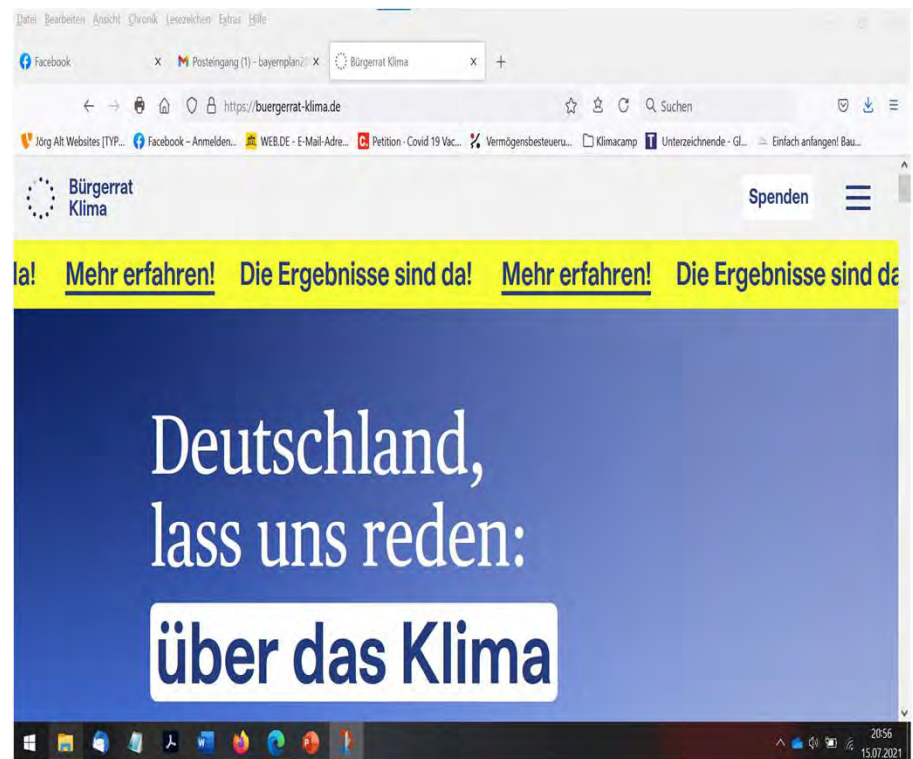 Datei Bearbeiten Ansicht Chronik Lesezeichen Extras Hilfe
Facebook x Posteingang (1) - bayernplan2 x Bürgerrat Klima x +
https://buergerrat-klima.de Suchen
Jörg Alt Websites [TYP... Facebook – Anmelden... WEB.DE - E-Mail-Adre... Petition · Covid 19 Vac... Vermögensbesteueru... Klimacamp Unterzeichnende - Gl... Einfach anfangen! Bau...
Bürgerrat
Klima
Spenden
la! Mehr erfahren! Die Ergebnisse sind da! Mehr erfahren! Die Ergebnisse sind da
Deutschland,
lass uns reden:
über das Klima
20:56
15.07.2021